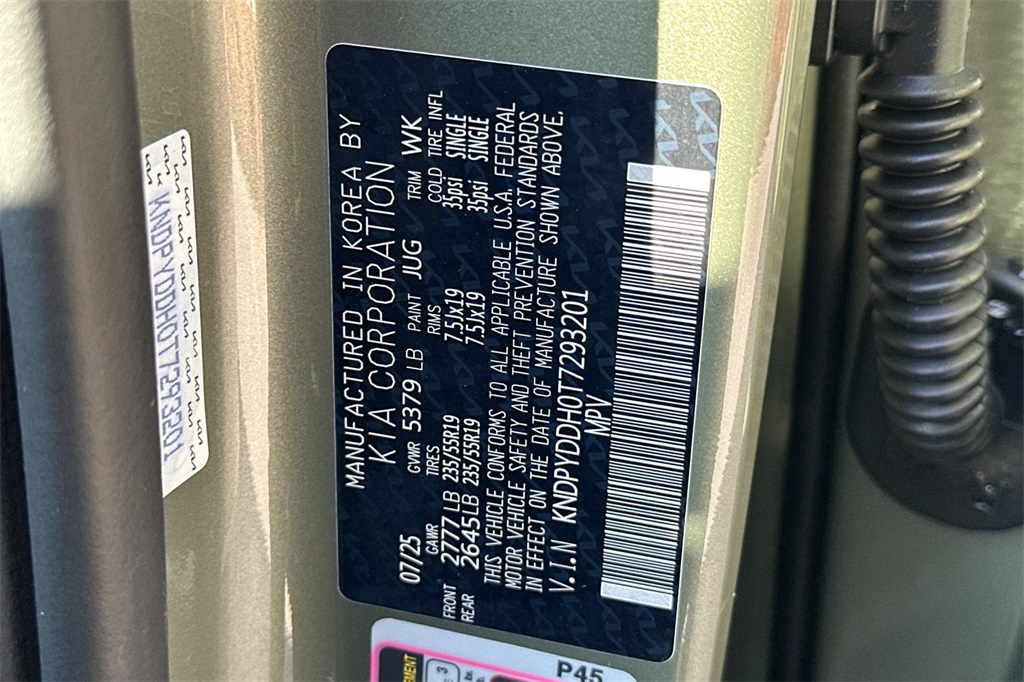 KNDPYDDH0T7293201
MANUFACTURED IN KOREA BY
KIA CORPORATION
07/25 GVWR 5379 LB PAINT JUG TRIM WK
GAWR TIRES RIMS COLD TIRE INFL
FRONT 2777 LB 235/55R19 7.5Jx19 35psi SINGLE
REAR 2645LB 235/55R19 7.5Jx19 35psi SINGLE
THIS VEHICLE CONFORMS TO ALL APPLICABLE U.S.A. FEDERAL
MOTOR VEHICLE SAFETY AND THEFT PREVENTION STANDARDS
IN EFFECT ON THE DATE OF MANUFACTURE SHOWN ABOVE.
V.I.N KNDPYDDH0T7293201
MPV
P45